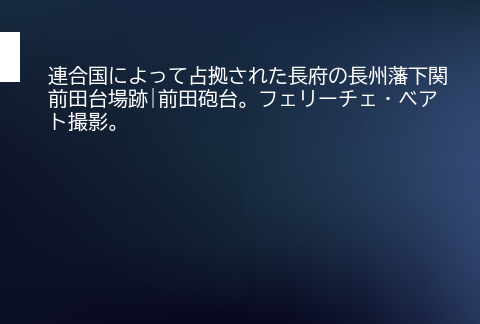 連合国によって占拠された長府の長州藩下関
前田台場跡|前田砲台。フェリーチェ・ベア
ト撮影。